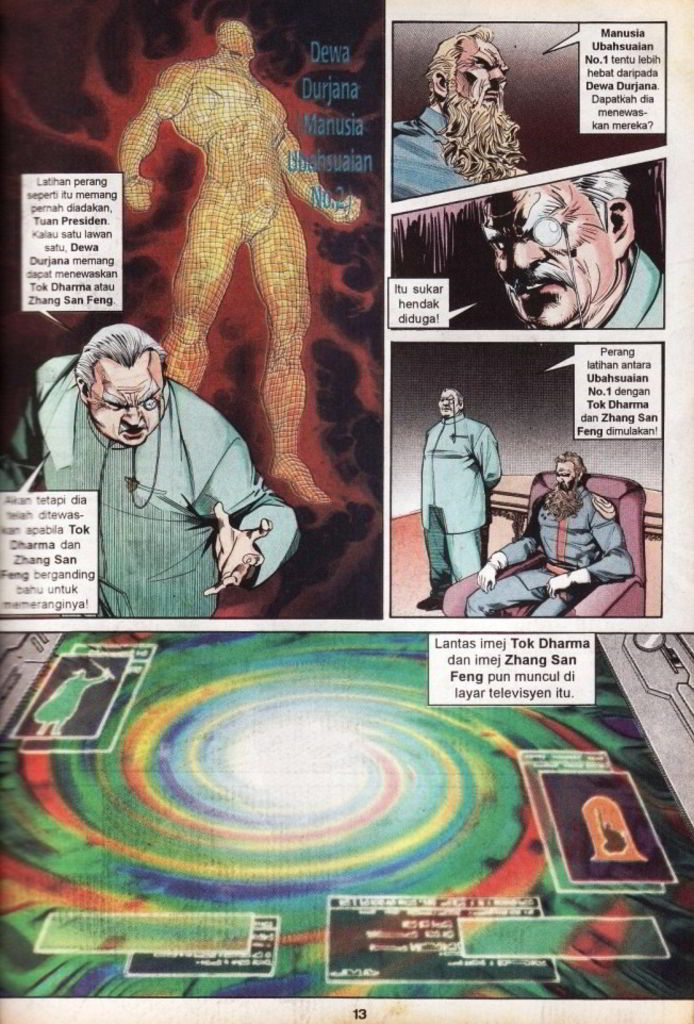 Dewa
Durjana
Manusia
Ubahsuaian
No.2!
Latihan perang
seperti itu memang
pernah diadakan,
Tuan Presiden.
Kalau satu lawan
satu, Dewa
Durjana memang
dapat menewaskan
Tok Dharma atau
Zhang San Feng.
Akan tetapi dia
telah ditewas-
kan apabila Tok
Dharma dan
Zhang San
Feng berganding
bahu untuk
memeranginya!
Manusia
Ubahsuaian
No.1 tentu lebih
hebat daripada
Dewa Durjana.
Dapatkah dia
menewas-
kan mereka?
Itu sukar
hendak
diduga!
Perang
latihan antara
Ubahsuaian
No.1 dengan
Tok Dharma
dan Zhang San
Feng dimulakan!
Lantas imej Tok Dharma
dan imej Zhang San
Feng pun muncul di
layar televisyen itu.
13